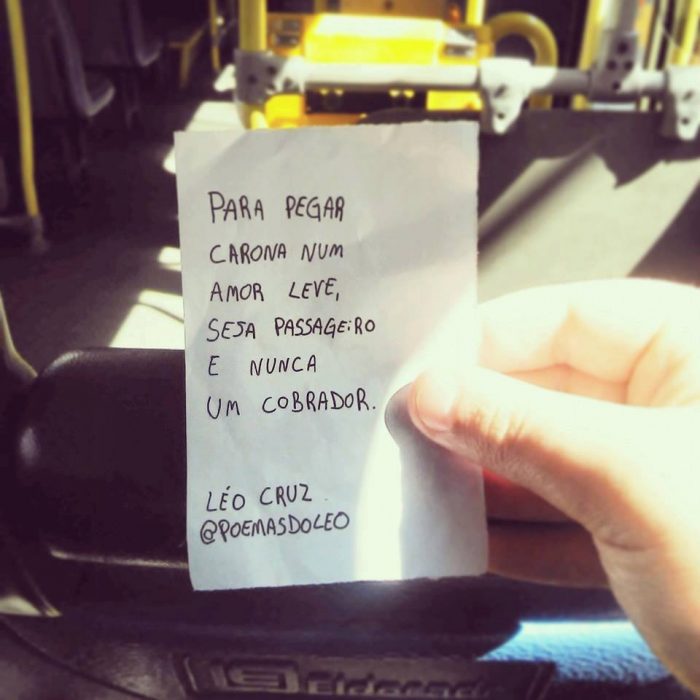 PARA PEGAR
CARONA NUM
AMOR LEVE,
SEJA PASSAGEIRO
E NUNCA
UM COBRADOR.
LÉO CRUZ
@POEMASDOLEO